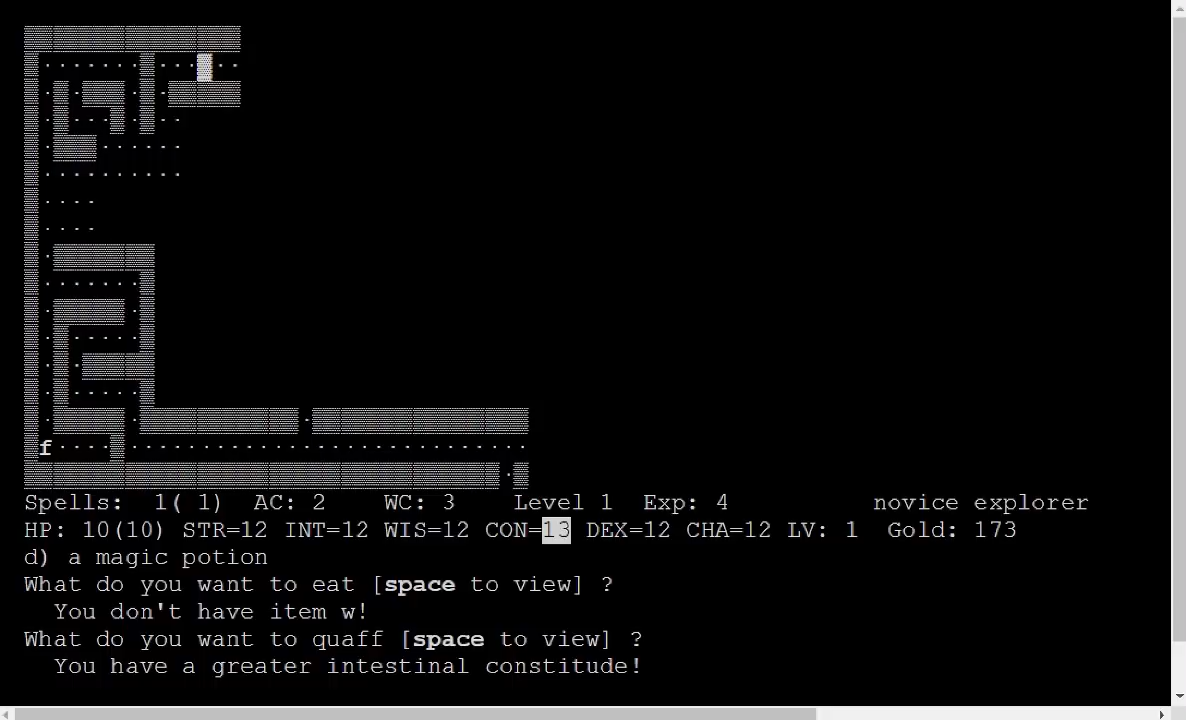 f
Spells:  1( 1)  AC: 2    WC: 3    Level 1  Exp: 4          novice explorer
HP: 10(10) STR=12 INT=12 WIS=12 CON=13 DEX=12 CHA=12 LV: 1  Gold: 173
d) a magic potion
What do you want to eat [space to view] ?
  You don't have item w!
What do you want to quaff [space to view] ?
  You have a greater intestinal constitude!